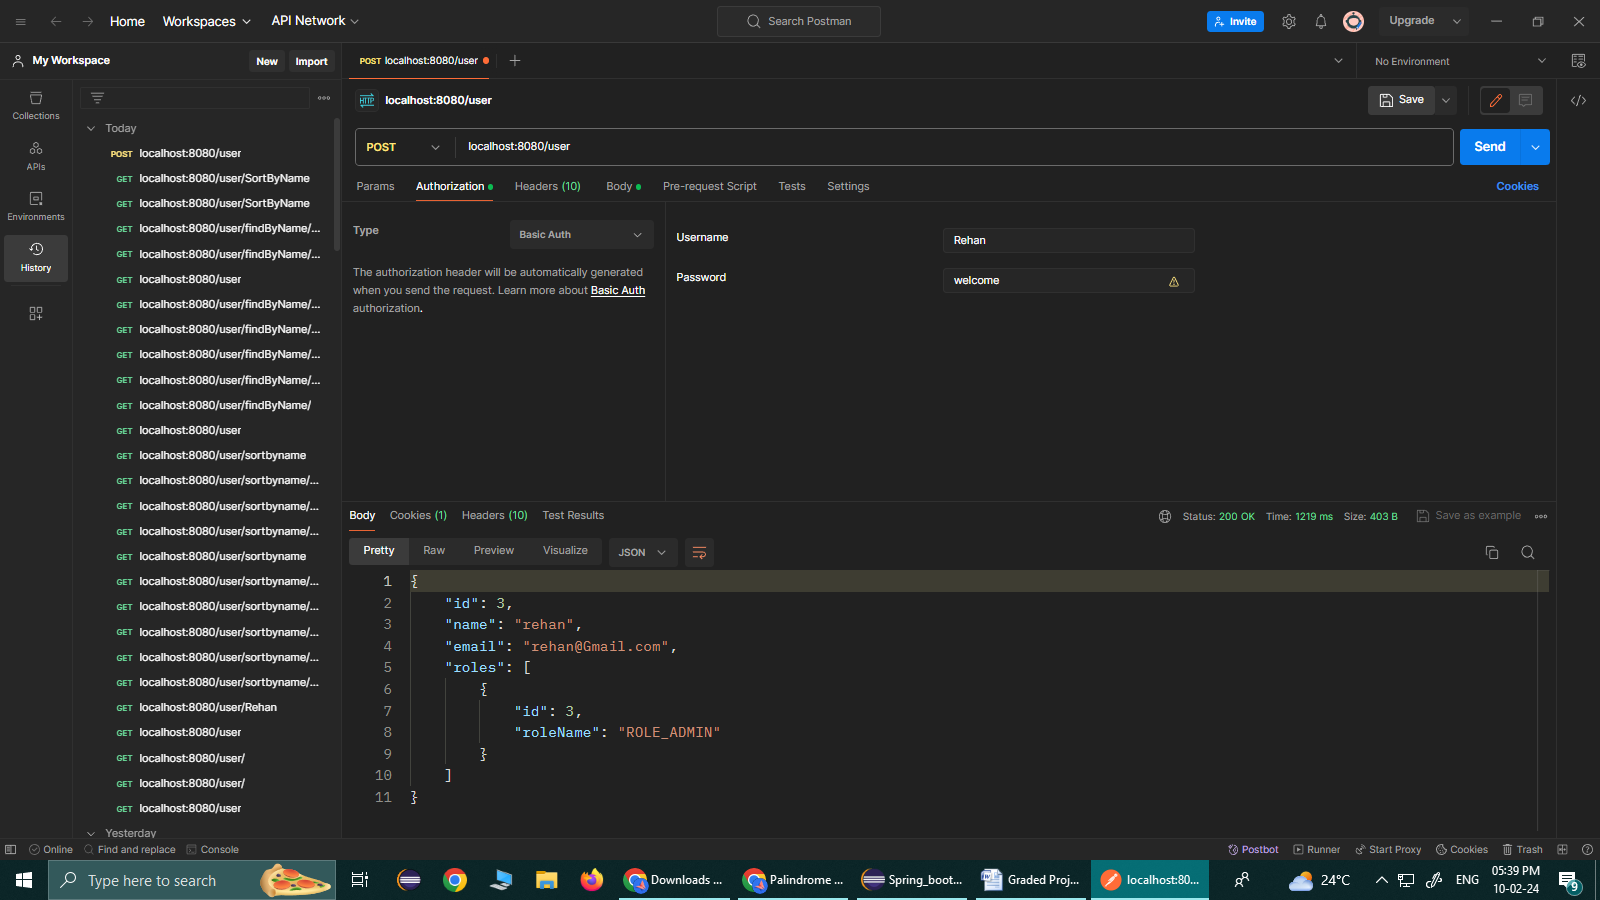 Home
Workspaces
API Network
Search Postman
Invite
Upgrade
My Workspace
New
Import
POST localhost:8080/user
No Environment
Collections
APIs
Environments
History
Today
POST localhost:8080/user
GET localhost:8080/user/SortByName
GET localhost:8080/user/SortByName
GET localhost:8080/user/findByName/...
GET localhost:8080/user/findByName/...
GET localhost:8080/user
GET localhost:8080/user/findByName/...
GET localhost:8080/user/findByName/...
GET localhost:8080/user/findByName/...
GET localhost:8080/user/findByName/...
GET localhost:8080/user/findByName/
GET localhost:8080/user
GET localhost:8080/user/sortbyname
GET localhost:8080/user/sortbyname/...
GET localhost:8080/user/sortbyname/...
GET localhost:8080/user/sortbyname/...
GET localhost:8080/user/sortbyname
GET localhost:8080/user/sortbyname/...
GET localhost:8080/user/sortbyname/...
GET localhost:8080/user/sortbyname/...
GET localhost:8080/user/sortbyname/...
GET localhost:8080/user/sortbyname/...
GET localhost:8080/user/Rehan
GET localhost:8080/user
GET localhost:8080/user/
GET localhost:8080/user/
GET localhost:8080/user
Yesterday
HTTP localhost:8080/user
Save
POST localhost:8080/user
Send
Params Authorization Headers (10) Body Pre-request Script Tests Settings
Cookies
Type
Basic Auth
The authorization header will be automatically generated
when you send the request. Learn more about Basic Auth
authorization.
Username
Rehan
Password
welcome
Body Cookies (1) Headers (10) Test Results
Status: 200 OK Time: 1219 ms Size: 403 B
Save as example
Pretty Raw Preview Visualize JSON
1 {
2 "id": 3,
3 "name": "rehan",
4 "email": "rehan@Gmail.com",
5 "roles": [
6 {
7 "id": 3,
8 "roleName": "ROLE_ADMIN"
9 }
10 ]
11 }
Online Find and replace Console
Postbot Runner Start Proxy Cookies Trash
Type here to search
Downloads ...
Palindrome ...
Spring_boot...
Graded Proj...
localhost:80...
24°C
ENG
05:39 PM
10-02-24
9